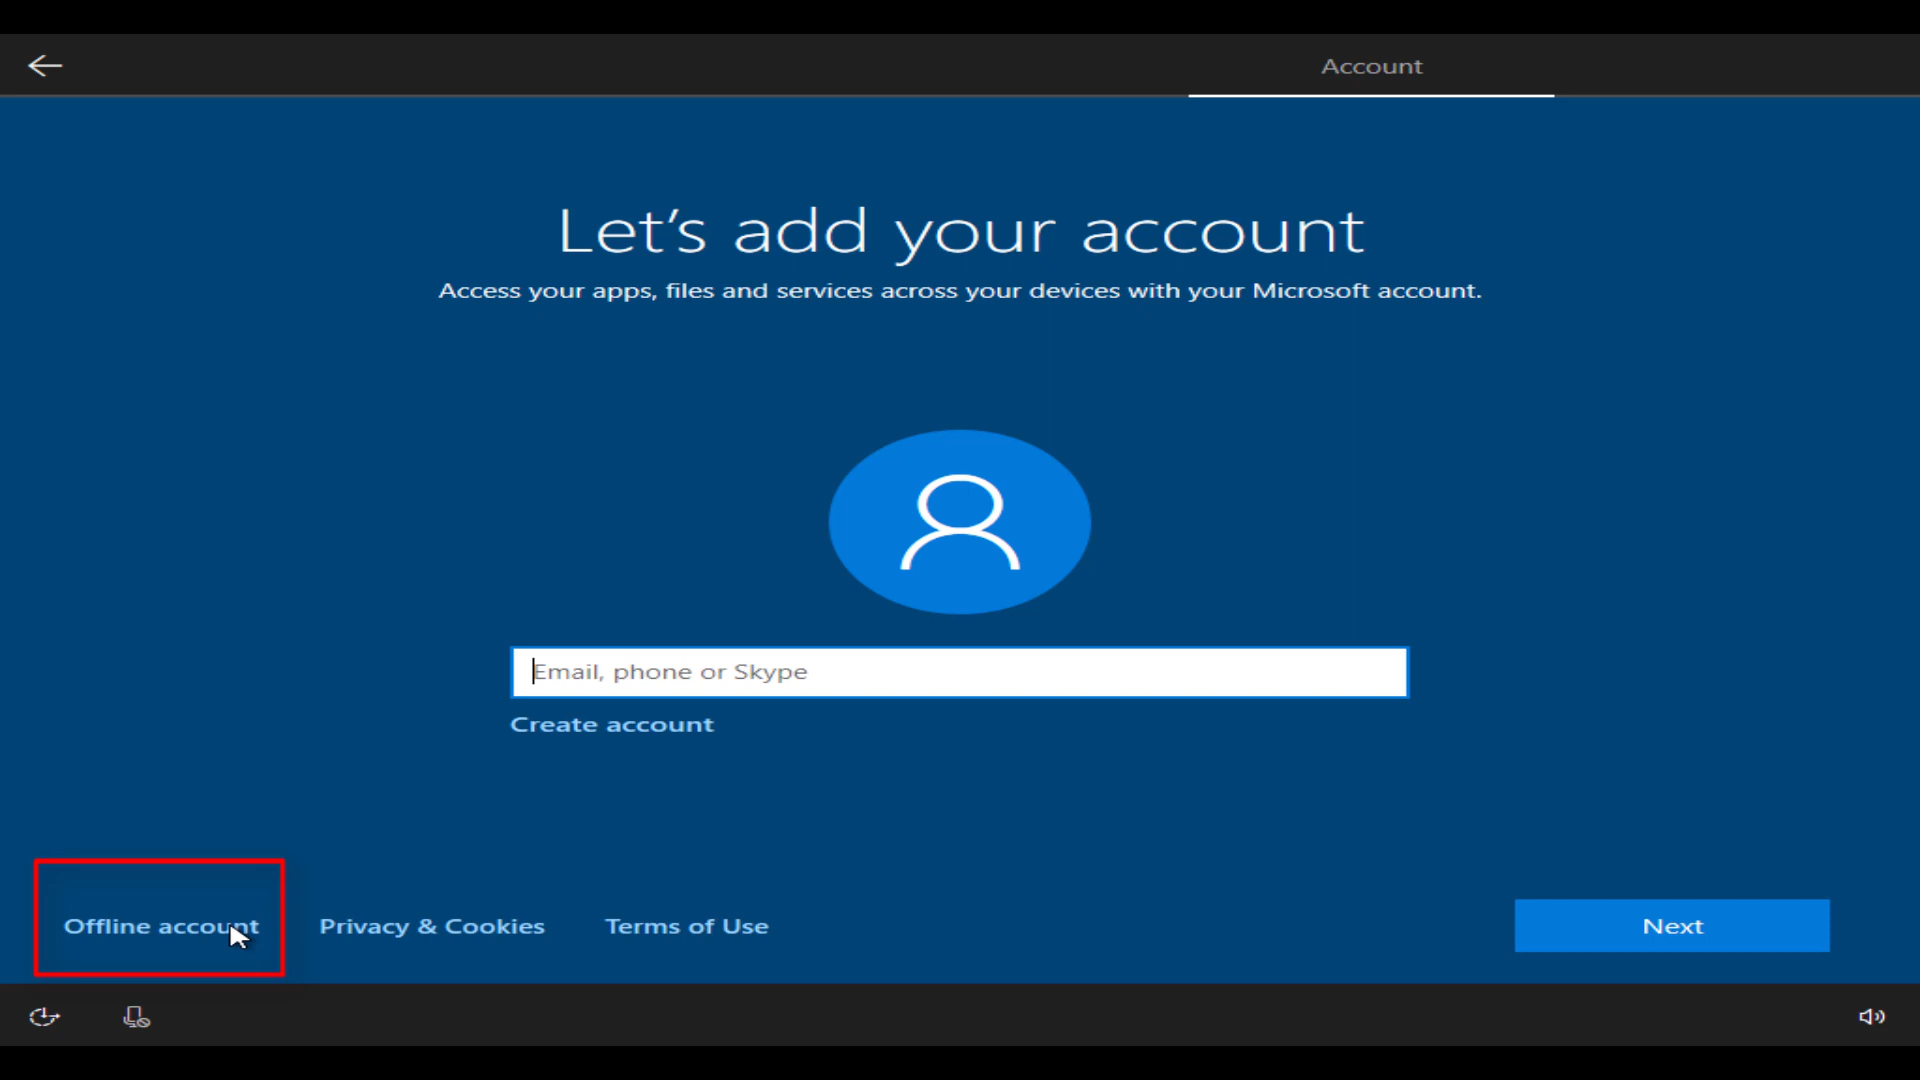 Account
Let's add your account
Access your apps, files and services across your devices with your Microsoft account.
Email, phone or Skype
Create account
Offline account
Privacy & Cookies
Terms of Use
Next